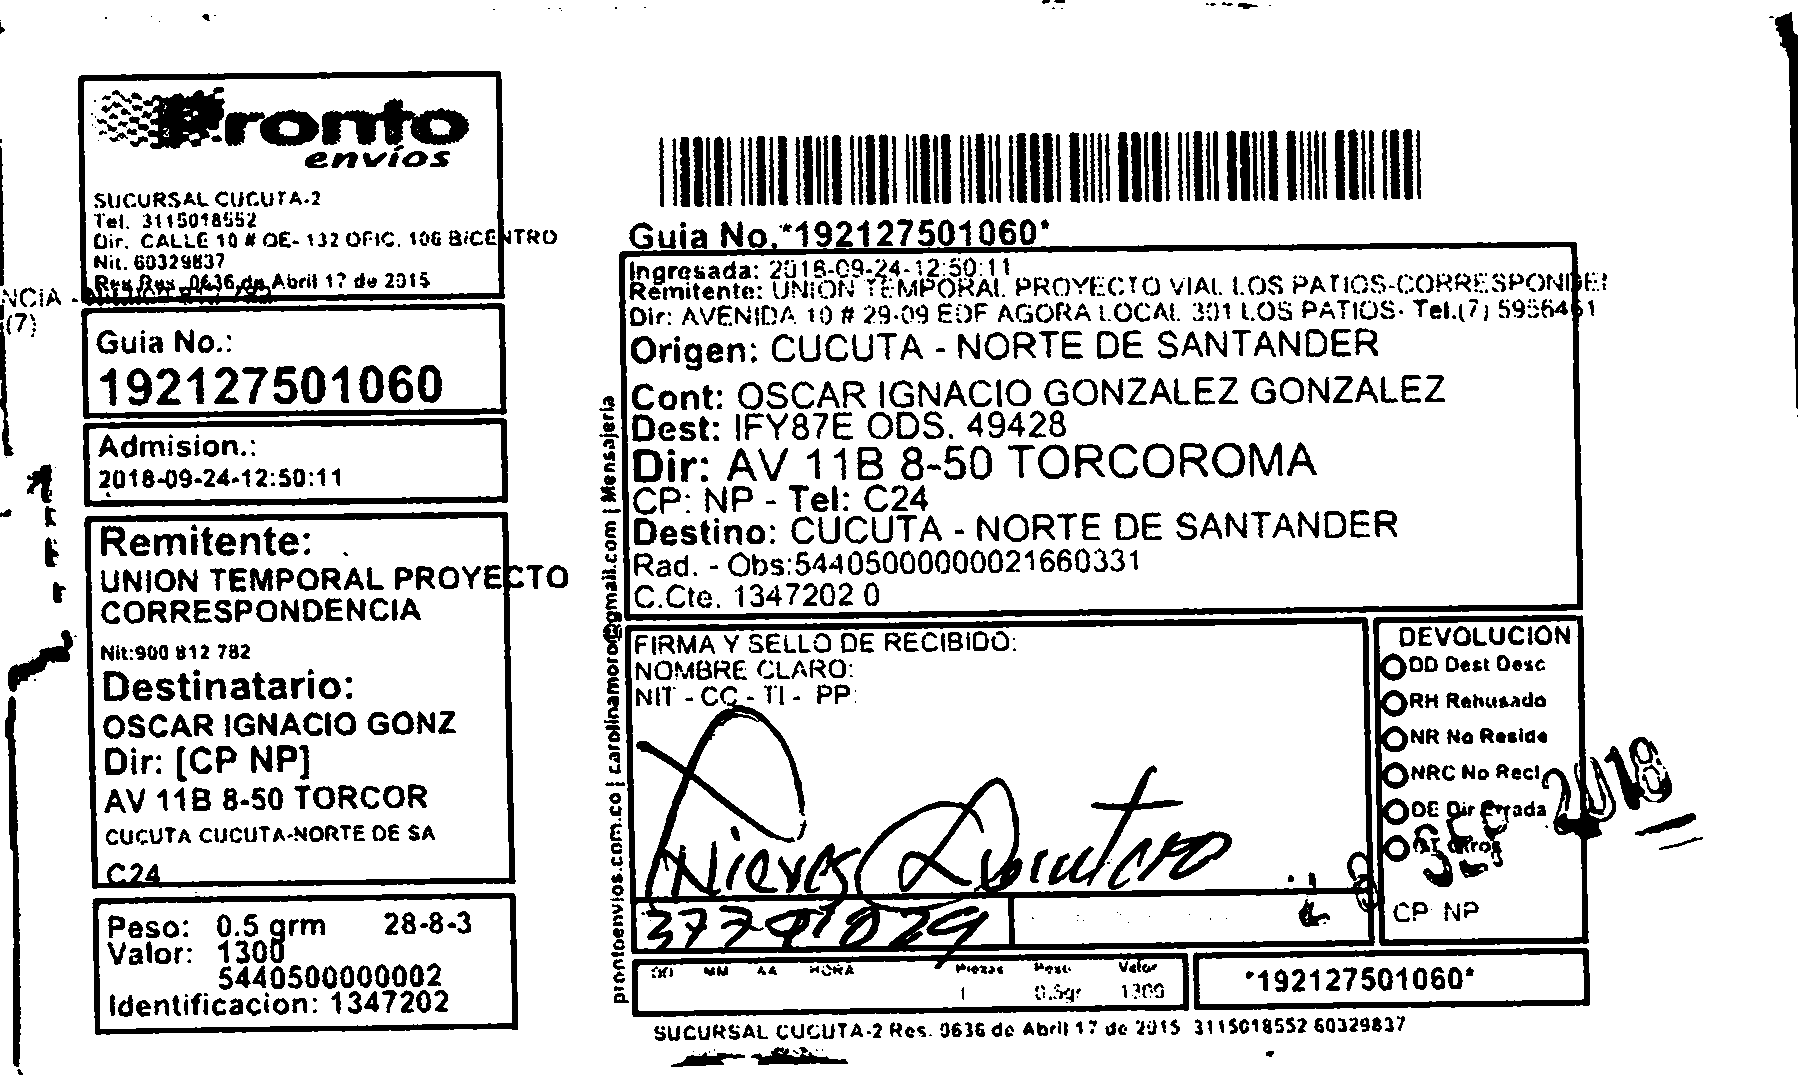 Pronto
envíos
SUCURSAL CUCUTA-2
Tel. 3115018552
Dir. CALLE 10 # OE- 132 OFIC. 106 BICENTRO
Nit. 60329837
Res Res. 0636 de Abril 17 de 2015
NCIA -
(7)
Guia No.:
192127501060
Admision.:
2018-09-24-12:50:11
Remitente:
UNION TEMPORAL PROYECTO
CORRESPONDENCIA
Nit:900 812 782
Destinatario:
OSCAR IGNACIO GONZ
Dir: [CP NP]
AV 11B 8-50 TORCOR
CUCUTA CUCUTA-NORTE DE SA
C24
Peso: 0.5 grm 28-8-3
Valor: 1300
5440500000002
Identificacion: 1347202
prontoenvios.com.co | carolinamoro@gmail.com | Mensajeria
Guia No.*192127501060*
Ingresada: 2018-09-24-12:50:11
Remitente: UNION TEMPORAL PROYECTO VIAL LOS PATIOS-CORRESPONDE
Dir: AVENIDA 10 # 29-09 EDF AGORA LOCAL 301 LOS PATIOS- Tel.(7) 5956461
Origen: CUCUTA - NORTE DE SANTANDER
Cont: OSCAR IGNACIO GONZALEZ GONZALEZ
Dest: IFY87E ODS. 49428
Dir: AV 11B 8-50 TORCOROMA
CP: NP - Tel: C24
Destino: CUCUTA - NORTE DE SANTANDER
Rad. - Obs:54405000000021660331
C.Cte. 1347202 0
FIRMA Y SELLO DE RECIBIDO:
NOMBRE CLARO:
NIT - CC - TI - PP:
Nieves Quintero
DEVOLUCION
DD Dest Desc
RH Rehusado
NR No Reside
NRC No Recl
DE Dir Errada
OT Otros
SEP 2018
CP NP
DD MM AA HORA Piezas Peso Valor
1 0.5gr 1300
*192127501060*
SUCURSAL CUCUTA-2 Res. 0636 de Abril 17 de 2015 3115018552 60329837